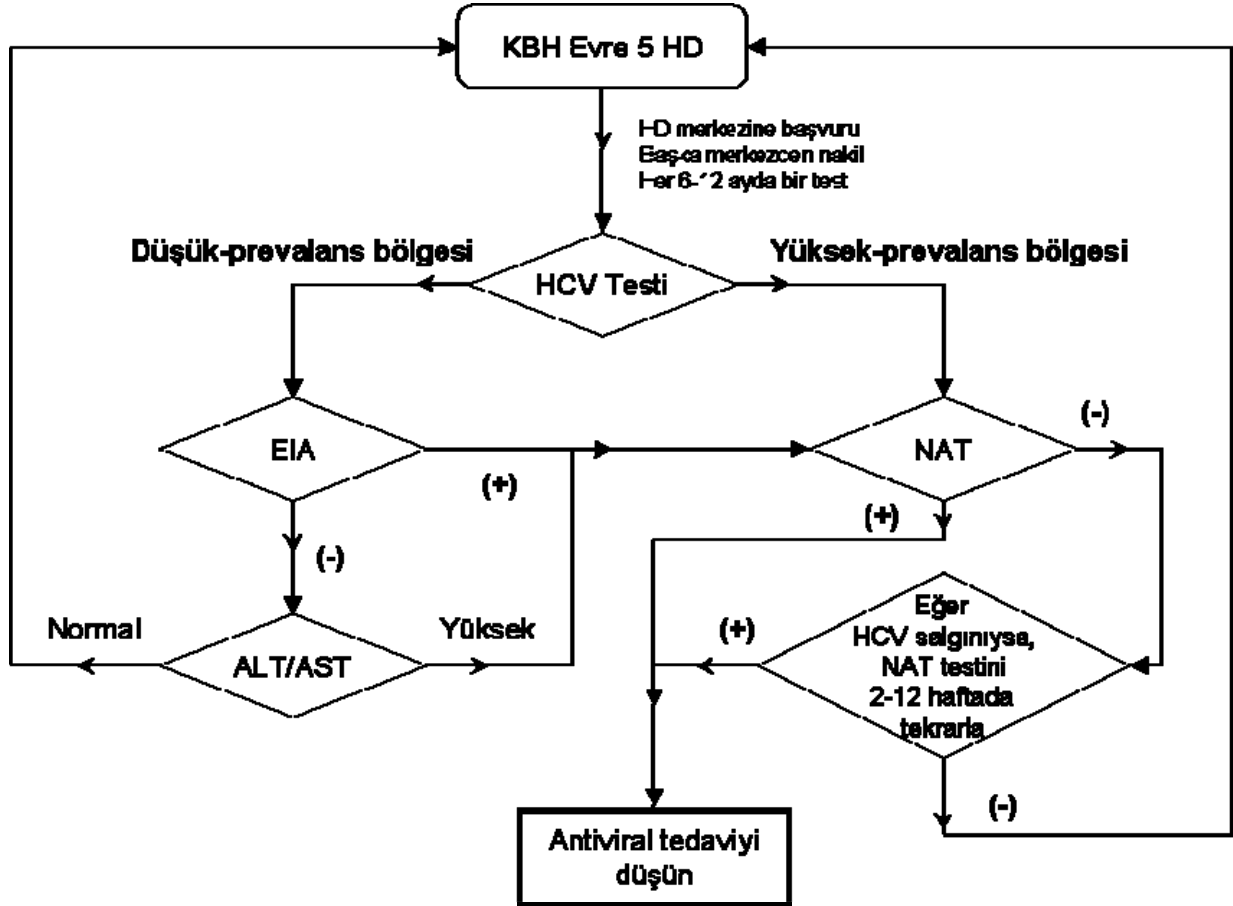 KBH Evre 5 HD
HD merkezine başvuru
Başka merkezden nakil
Her 6-12 ayda bir test
Düşük-prevalans bölgesi
Yüksek-prevalans bölgesi
HCV Testi
EIA
(+)
NAT
(-)
(-)
(+)
Normal
ALT/AST
Yüksek
(+)
Eğer
HCV salgınıysa,
NAT testini
2-12 haftada
tekrarla
(-)
Antiviral tedaviyi
düşün